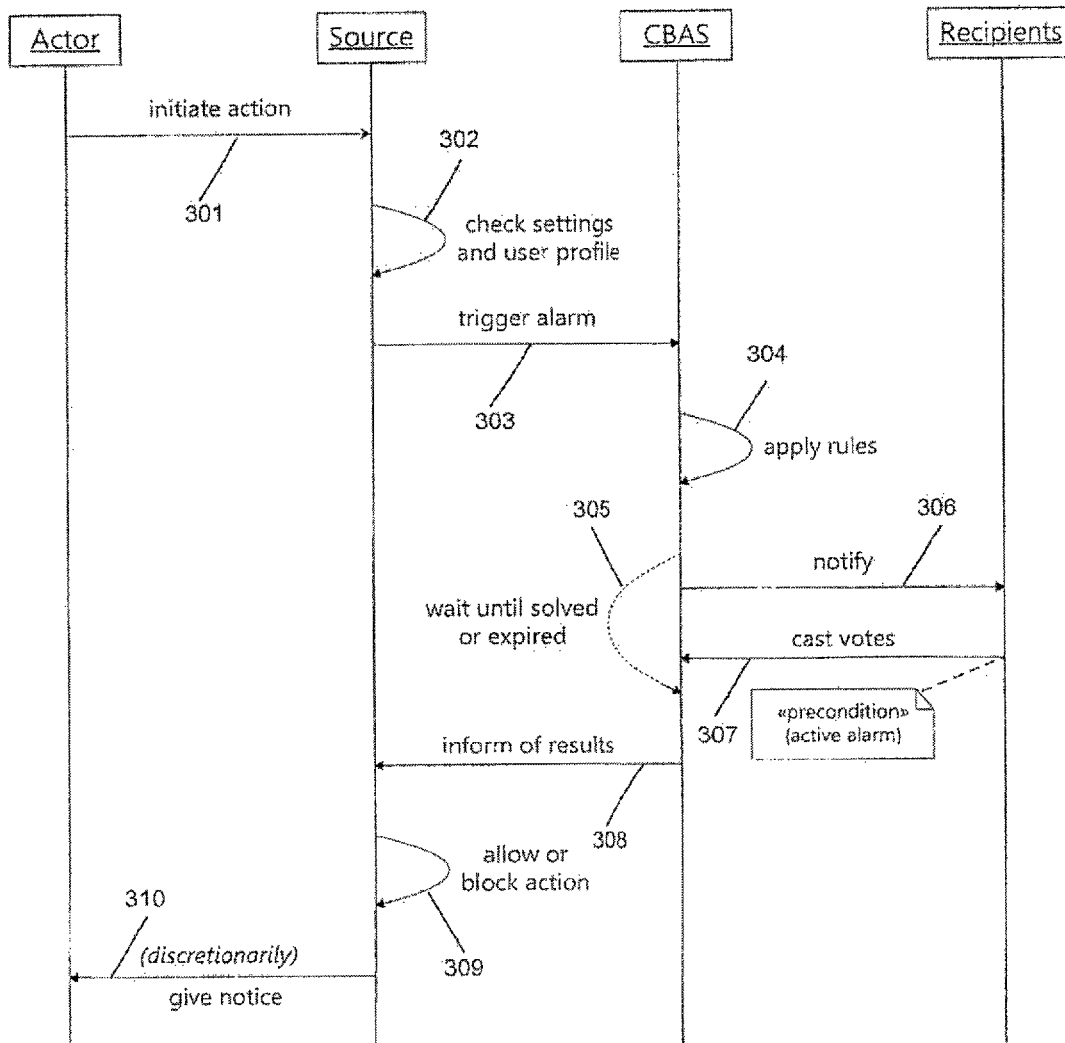 Actor
Source
CBAS
Recipients
initiate action
301
302
check settings
and user profile
trigger alarm
303
304
apply rules
305
306
notify
wait until solved
or expired
cast votes
307
«precondition»
(active alarm)
inform of results
308
allow or
block action
309
310
(discretionarily)
give notice